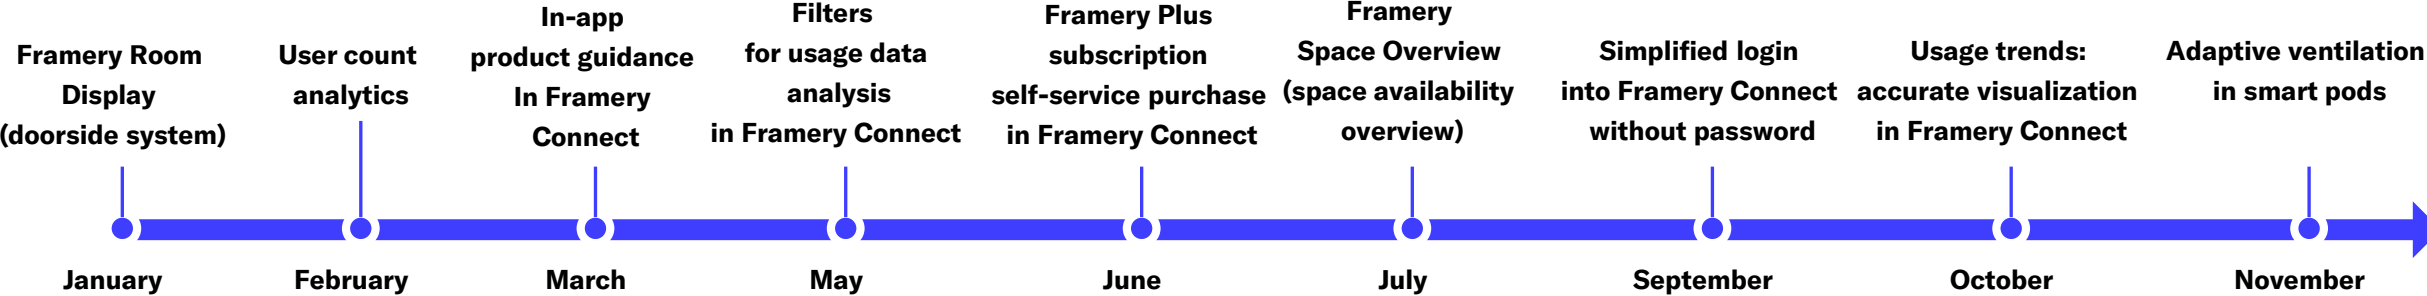 Framery Room
Display
(doorside system)
User count
analytics
In-app
product guidance
In Framery
Connect
Filters
for usage data
analysis
in Framery Connect
Framery Plus
subscription
self-service purchase
in Framery Connect
Framery
Space Overview
(space availability
overview)
Simplified login
into Framery Connect
without password
Usage trends:
accurate visualization
in Framery Connect
Adaptive ventilation
in smart pods
January
February
March
May
June
July
September
October
November